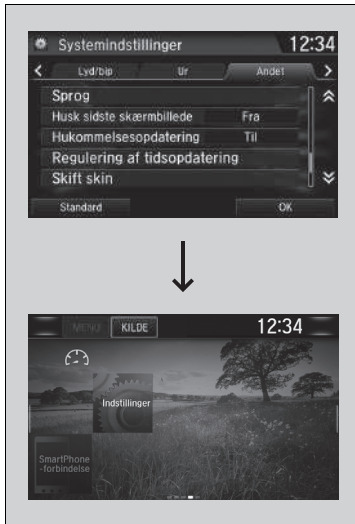 Systemindstillinger 12:34
Lyd/bip Ur Andet
Sprog
Husk sidste skærmbillede Fra
Hukommelsesopdatering Til
Regulering af tidsopdatering
Skift skin
Standard OK
MENU KILDE 12:34
Indstillinger
SmartPhone
-forbindelse